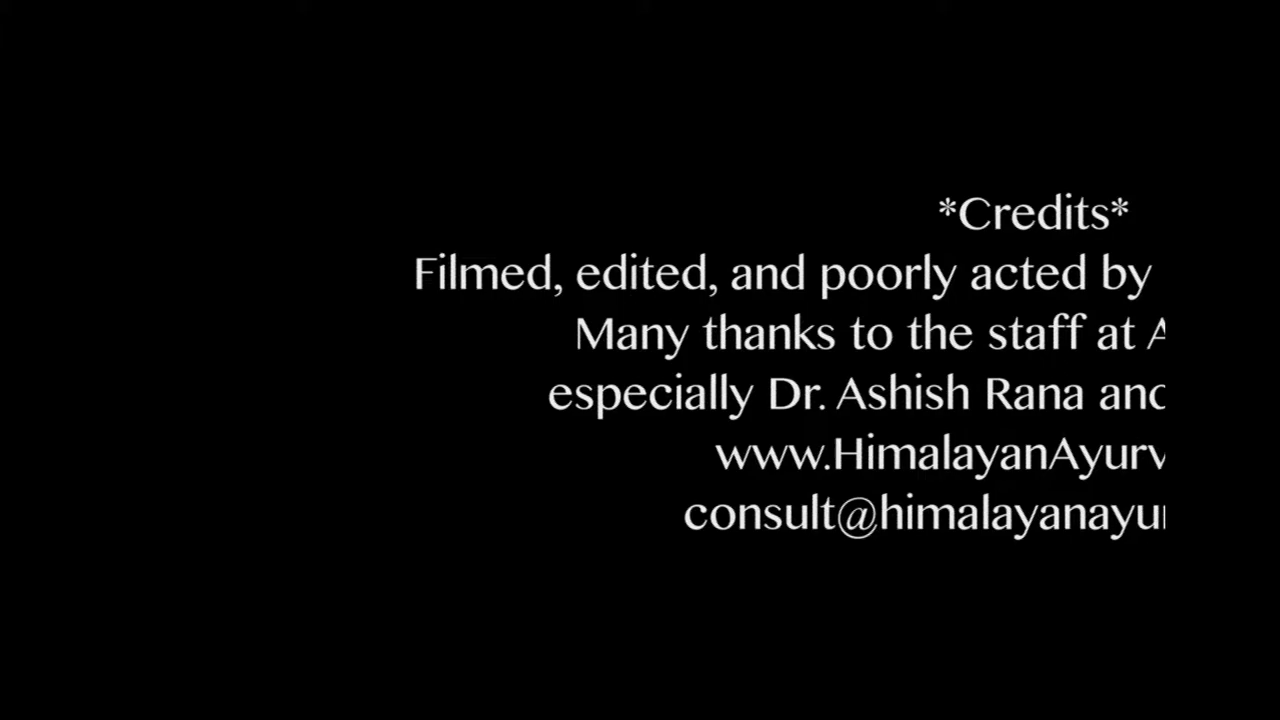 *Credits*
Filmed, edited, and poorly acted by
Many thanks to the staff at
especially Dr. Ashish Rana
www.HimalayanAyurv
consult@himalayanayu